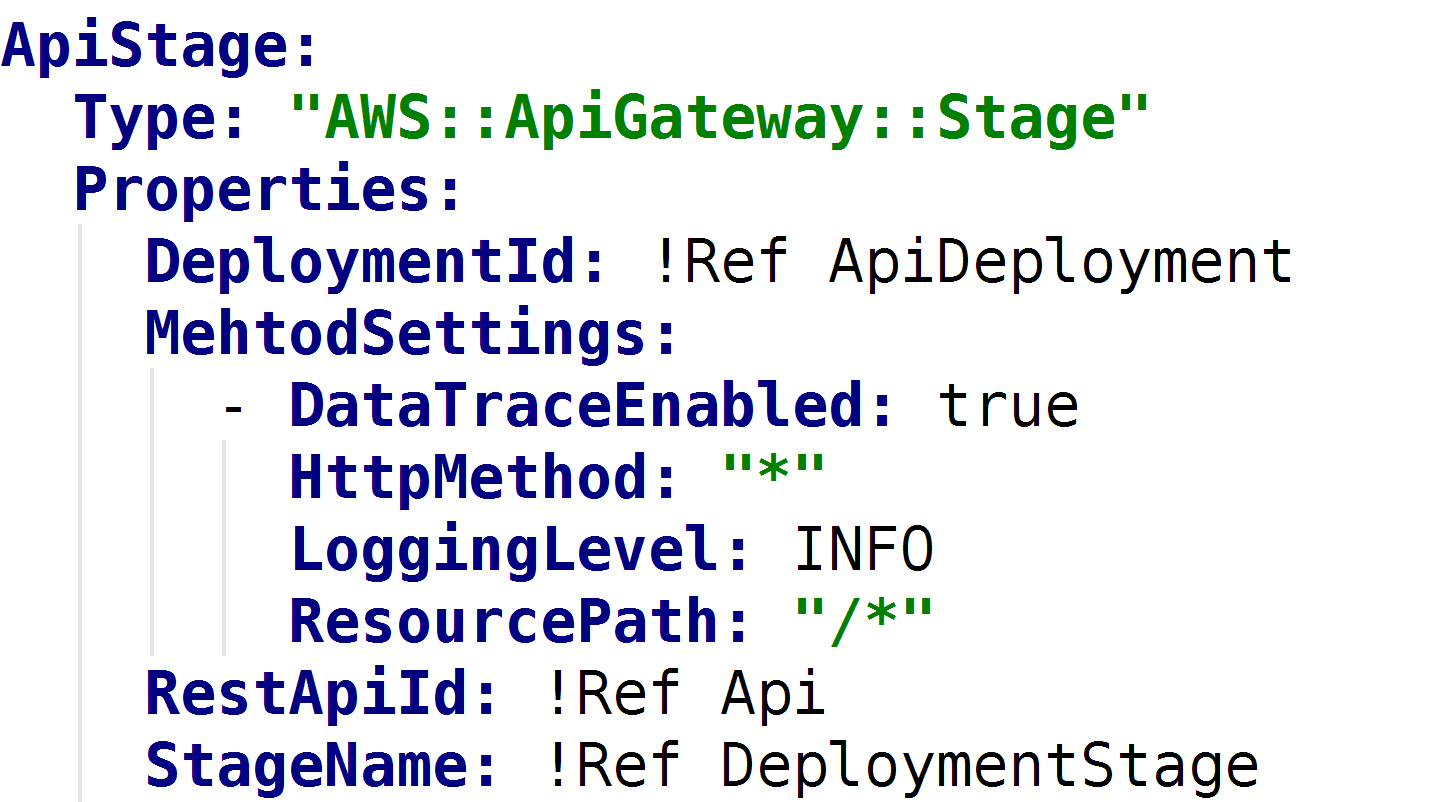 ApiStage:
  Type: "AWS::ApiGateway::Stage"
  Properties:
    DeploymentId: !Ref ApiDeployment
    MehtodSettings:
      - DataTraceEnabled: true
        HttpMethod: "*"
        LoggingLevel: INFO
        ResourcePath: "/*"
    RestApiId: !Ref Api
    StageName: !Ref DeploymentStage